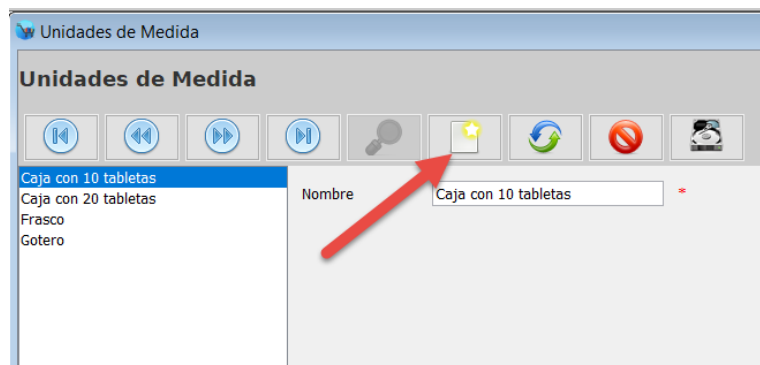 Unidades de Medida
Unidades de Medida
Caja con 10 tabletas
Caja con 20 tabletas
Frasco
Gotero
Nombre Caja con 10 tabletas *